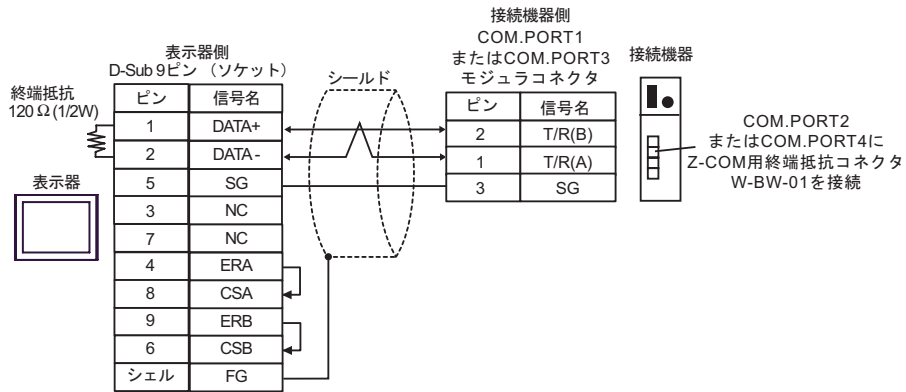 終端抵抗
120 Ω (1/2W)
表示器
表示器側
D-Sub 9ピン （ソケット）
ピン 信号名
1 DATA+
2 DATA-
5 SG
3 NC
7 NC
4 ERA
8 CSA
9 ERB
6 CSB
シェル FG
シールド
接続機器側
COM.PORT1
またはCOM.PORT3
モジュラコネクタ
ピン 信号名
2 T/R(B)
1 T/R(A)
3 SG
接続機器
COM.PORT2
またはCOM.PORT4に
Z-COM用終端抵抗コネクタ
W-BW-01を接続